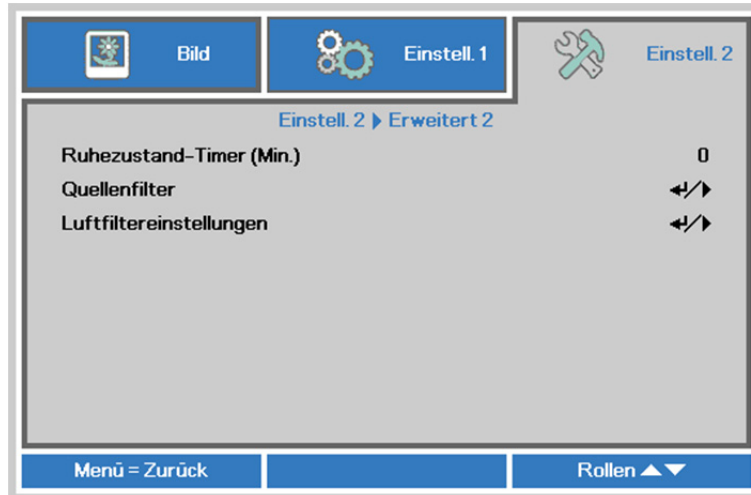 Bild
Einstell. 1
Einstell. 2
Einstell. 2 ▶ Erweitert 2
Ruhezustand-Timer (Min.) 0
Quellenfilter ↵/▶
Luftfiltereinstellungen ↵/▶
Menü = Zurück
Rollen ▲▼